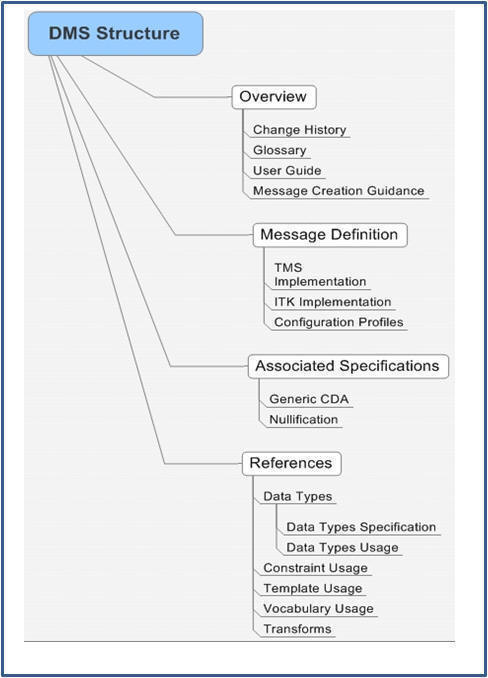 DMS Structure
Overview
Change History
Glossary
User Guide
Message Creation Guidance
Message Definition
TMS
Implementation
ITK Implementation
Configuration Profiles
Associated Specifications
Generic CDA
Nullification
References
Data Types
Data Types Specification
Data Types Usage
Constraint Usage
Template Usage
Vocabulary Usage
Transforms